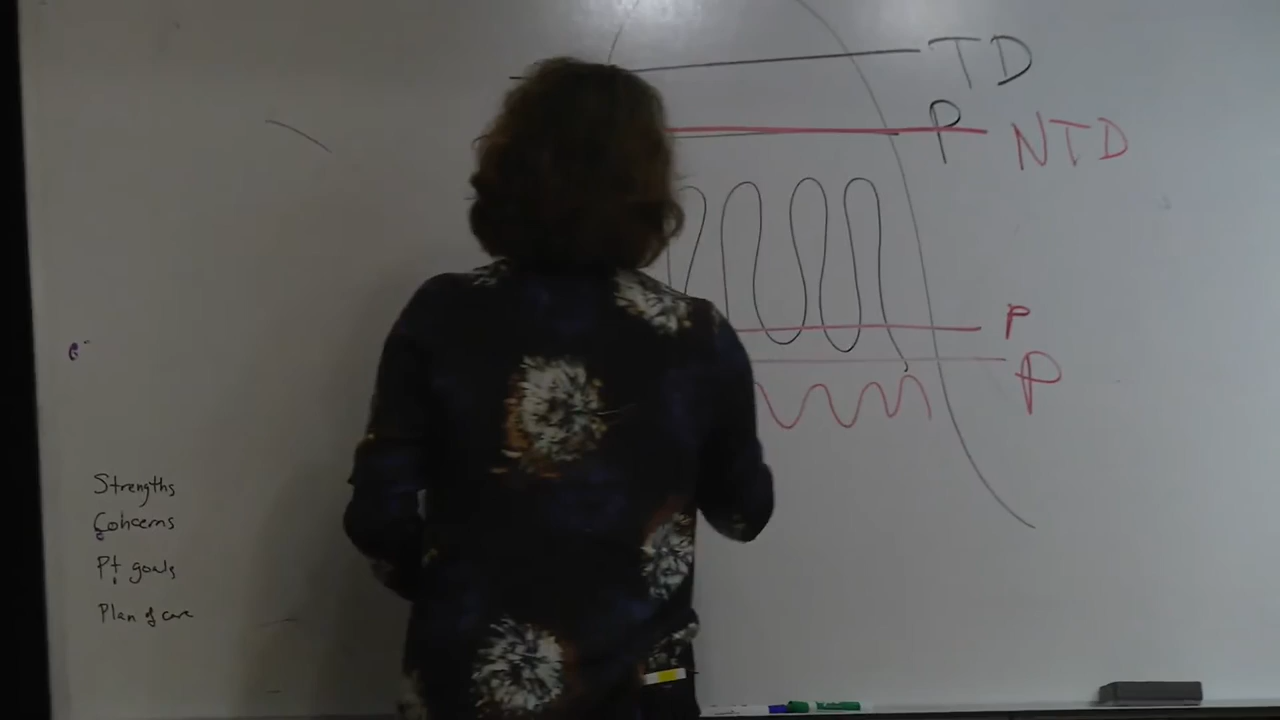 TD
P
NTD
P
P
e-
Strengths
Concerns
Pt goals
Plan of care